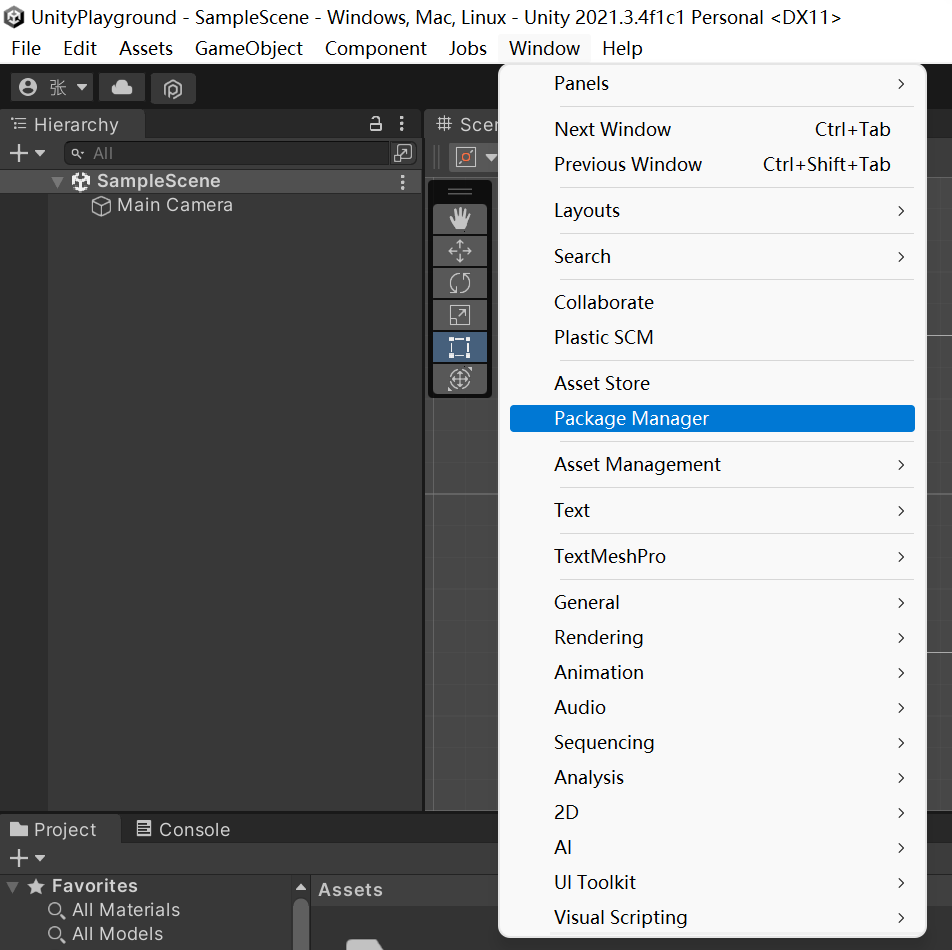 UnityPlayground - SampleScene - Windows, Mac, Linux - Unity 2021.3.4f1c1 Personal <DX11>
File Edit Assets GameObject Component Jobs Window Help
张
Hierarchy
All
SampleScene
Main Camera
Panels
Next Window Ctrl+Tab
Previous Window Ctrl+Shift+Tab
Layouts
Search
Collaborate
Plastic SCM
Asset Store
Package Manager
Asset Management
Text
TextMeshPro
General
Rendering
Animation
Audio
Sequencing
Analysis
2D
AI
UI Toolkit
Visual Scripting
Project Console
Favorites
All Materials
All Models
Assets